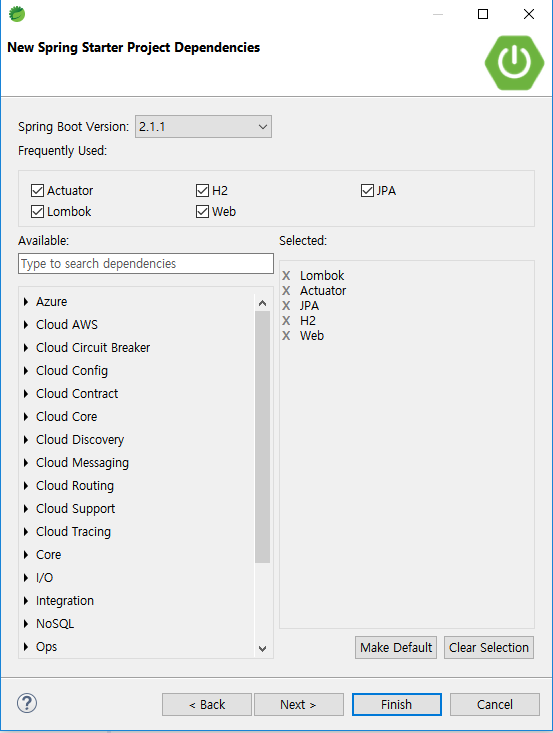 New Spring Starter Project Dependencies
Spring Boot Version: 2.1.1
Frequently Used:
Actuator H2 JPA
Lombok Web
Available: Selected:
Type to search dependencies
X Lombok
X Actuator
X JPA
X H2
X Web
Azure
Cloud AWS
Cloud Circuit Breaker
Cloud Config
Cloud Contract
Cloud Core
Cloud Discovery
Cloud Messaging
Cloud Routing
Cloud Support
Cloud Tracing
Core
I/O
Integration
NoSQL
Ops
Make Default Clear Selection
? < Back Next > Finish Cancel